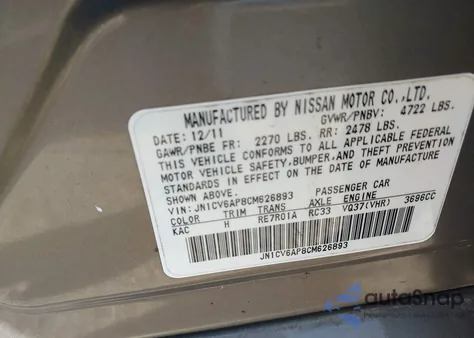 MANUFACTURED BY NISSAN MOTOR CO.,LTD.
DATE: 12/11 GVWR/PNBV: 4722 LBS.
GAWR/PNBE FR: 2270 LBS. RR: 2478 LBS.
THIS VEHICLE CONFORMS TO ALL APPLICABLE FEDERAL
MOTOR VEHICLE SAFETY,BUMPER,AND THEFT PREVENTION
STANDARDS IN EFFECT ON THE DATE OF MANUFACTURE
SHOWN ABOVE.
VIN: JN1CV6AP8CM626893 PASSENGER CAR
COLOR TRIM TRANS AXLE ENGINE
KAC H RE7R01A RC33 VQ37(VHR) 3696CC
JN1CV6AP8CM626893
autoSnap